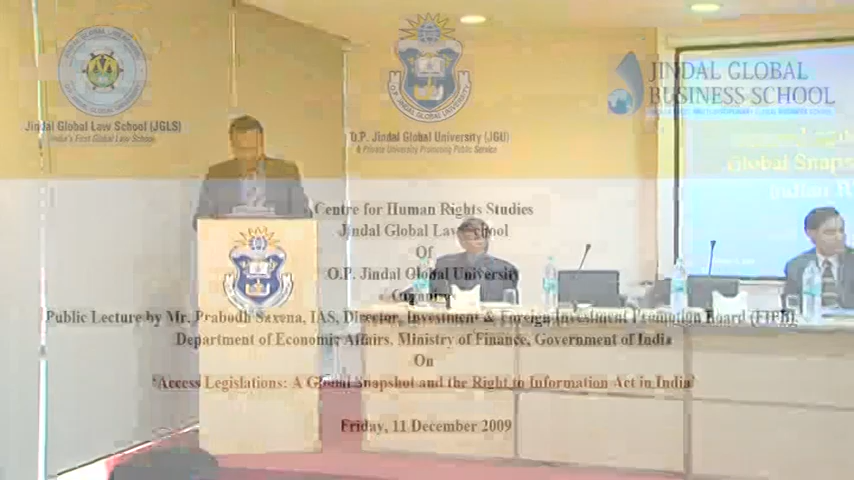 Jindal Global Law School (JGLS)
India's First Global Law School
O.P. Jindal Global University (JGU)
A Private University Promoting Public Service
JINDAL GLOBAL
BUSINESS SCHOOL
Global Snaps
Centre for Human Rights Studies
Jindal Global Law School
Of
O.P. Jindal Global University
Public Lecture by Mr. Prabodh Saxena, IAS, Director, Investment & Foreign Investment Promotion Board (FIPB),
Department of Economic Affairs, Ministry of Finance, Government of India
On
'Access Legislations: A Global Snapshot and the Right to Information Act in India'
Friday, 11 December 2009